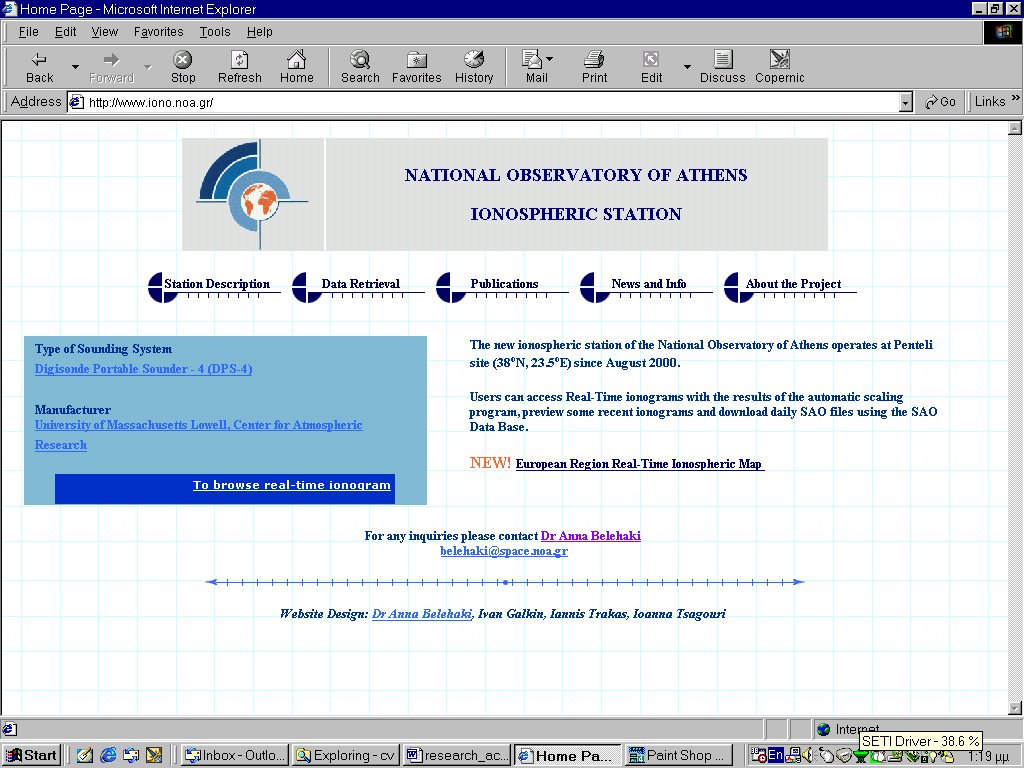 Home Page - Microsoft Internet Explorer
File Edit View Favorites Tools Help
Back Forward Stop Refresh Home Search Favorites History Mail Print Edit Discuss Copernic
Address http://www.iono.noa.gr/ Go Links »
NATIONAL OBSERVATORY OF ATHENS
IONOSPHERIC STATION
Station Description Data Retrieval Publications News and Info About the Project
Type of Sounding System
Digisonde Portable Sounder - 4 (DPS-4)
Manufacturer
University of Massachusetts Lowell, Center for Atmospheric
Research
To browse real-time ionogram
The new ionospheric station of the National Observatory of Athens operates at Penteli
site (38°N, 23.5°E) since August 2000.
Users can access Real-Time ionograms with the results of the automatic scaling
program, preview some recent ionograms and download daily SAO files using the SAO
Data Base.
NEW! European Region Real-Time Ionospheric Map
For any inquiries please contact Dr Anna Belehaki
belehaki@space.noa.gr
Website Design: Dr Anna Belehaki, Ivan Galkin, Iannis Trakas, Ioanna Tsagouri
Internet
SETI Driver - 38.6 %
Start Inbox - Outlo... Exploring - cv research_ac... Home Pa... Paint Shop ... En 1:19 μμ